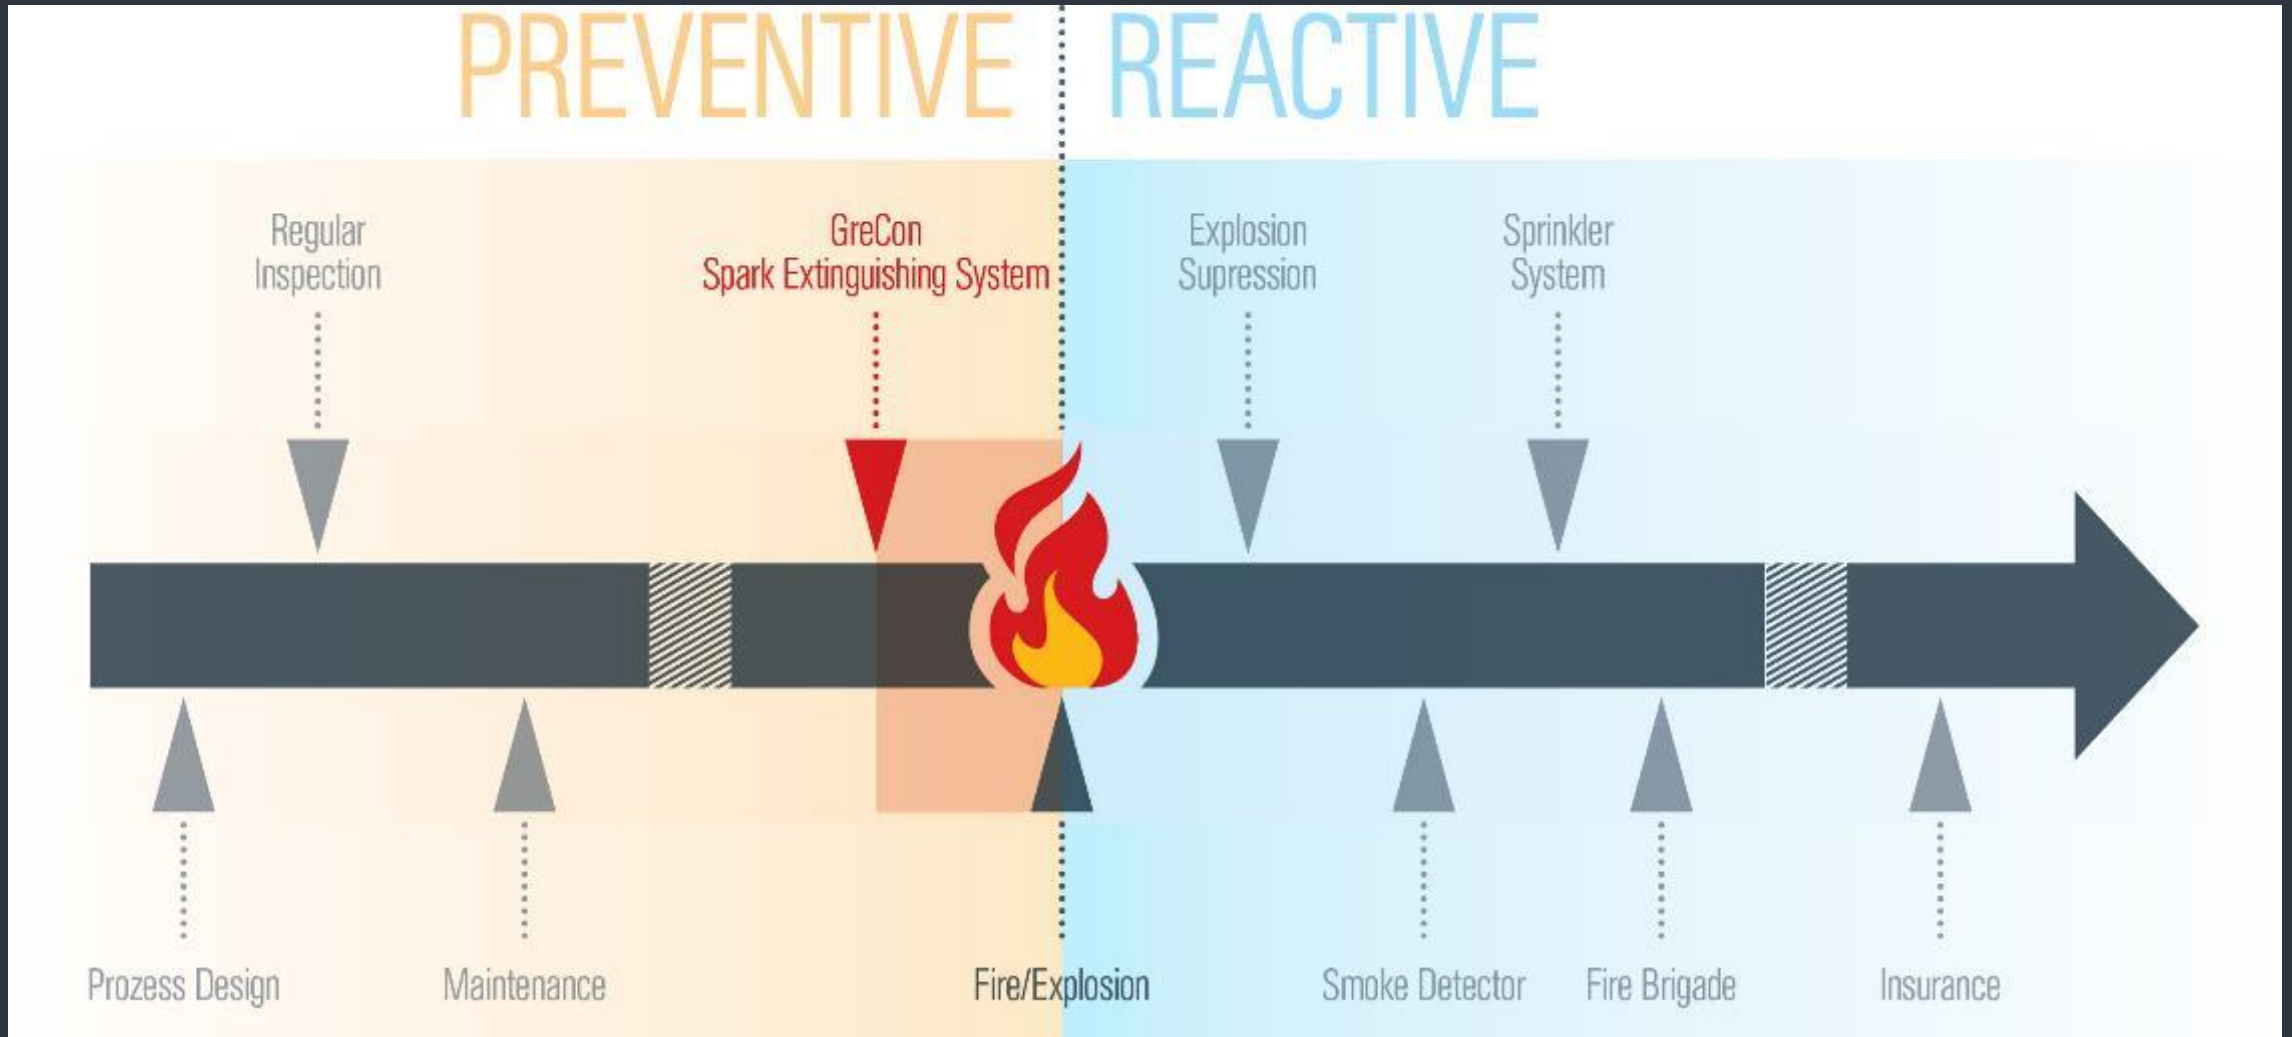 PREVENTIVE
REACTIVE
Regular
Inspection
GreCon
Spark Extinguishing System
Explosion
Supression
Sprinkler
System
Prozess Design
Maintenance
Fire/Explosion
Smoke Detector
Fire Brigade
Insurance